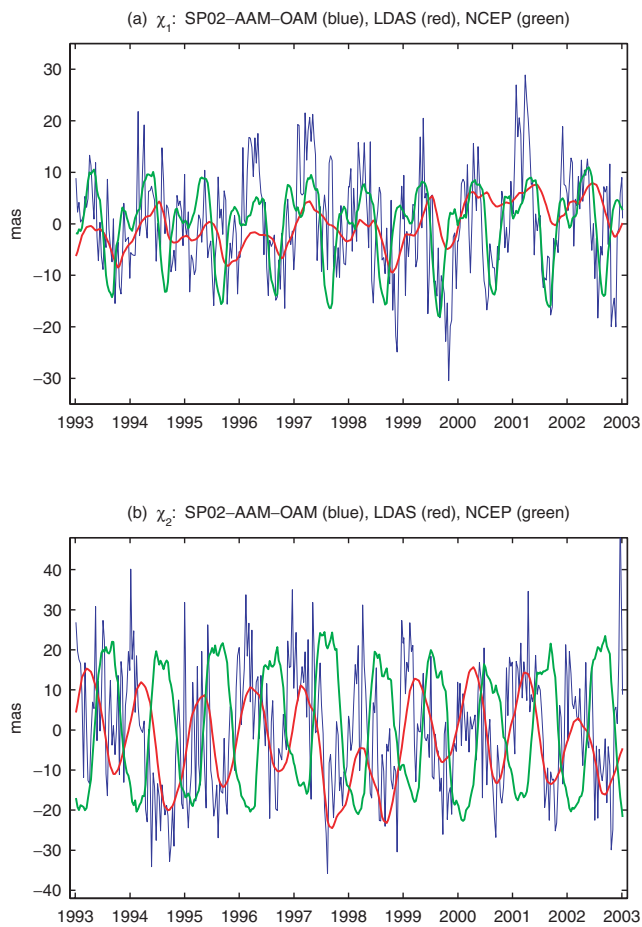 (a) χ₁: SP02–AAM–OAM (blue), LDAS (red), NCEP (green)
30
20
10
0
−10
−20
−30
mas
1993 1994 1995 1996 1997 1998 1999 2000 2001 2002 2003
(b) χ₂: SP02–AAM–OAM (blue), LDAS (red), NCEP (green)
40
30
20
10
0
−10
−20
−30
−40
mas
1993 1994 1995 1996 1997 1998 1999 2000 2001 2002 2003